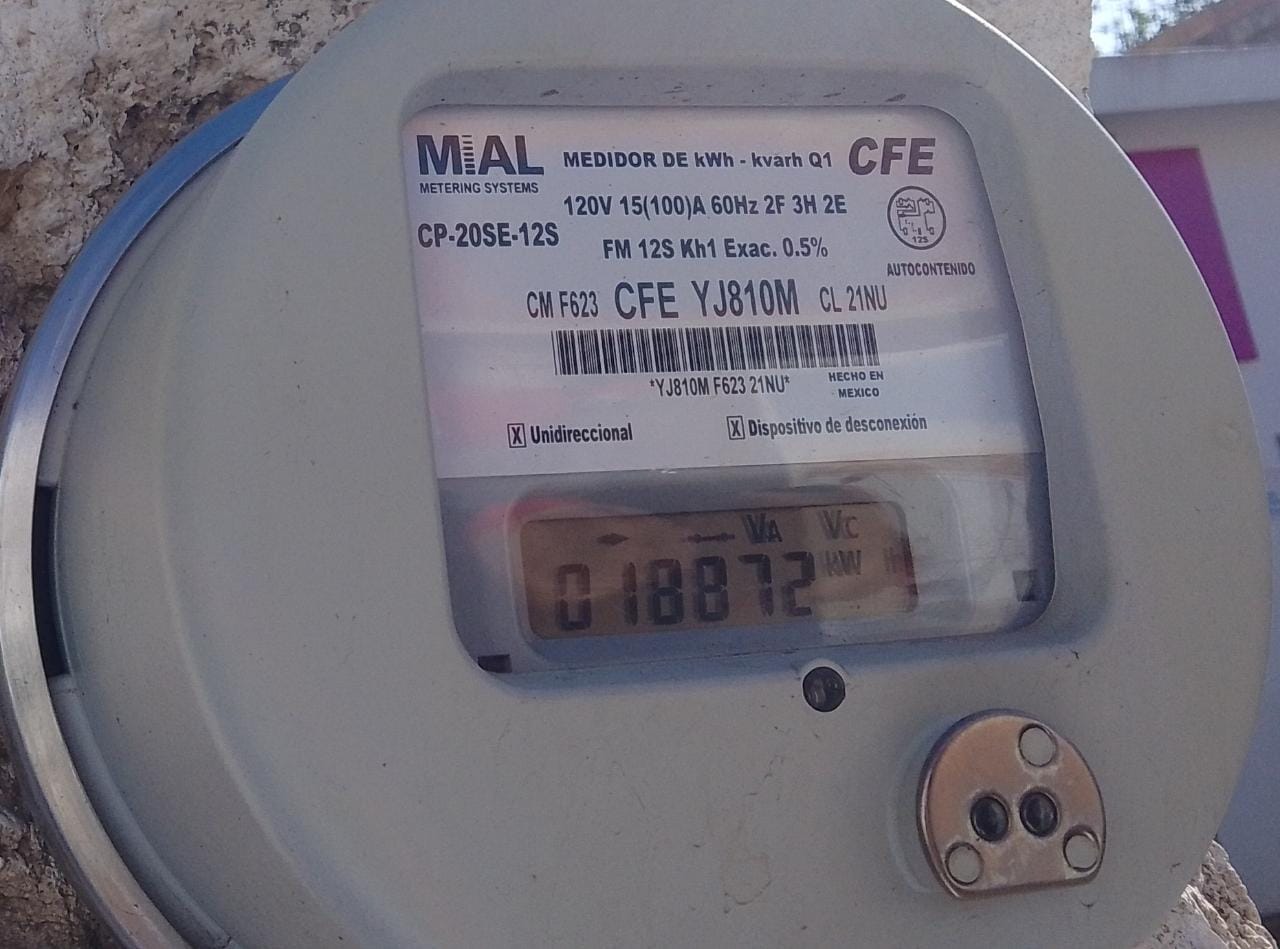 MIAL MEDIDOR DE kWh - kvarh Q1 CFE
METERING SYSTEMS
120V 15(100)A 60Hz 2F 3H 2E
CP-20SE-12S
FM 12S Kh1 Exac. 0.5%
12S
AUTOCONTENIDO
CM F623 CFE YJ810M CL 21NU
*YJ810M F623 21NU*
HECHO EN
MEXICO
X Unidireccional
X Dispositivo de desconexión
VA VC
018872 kW H